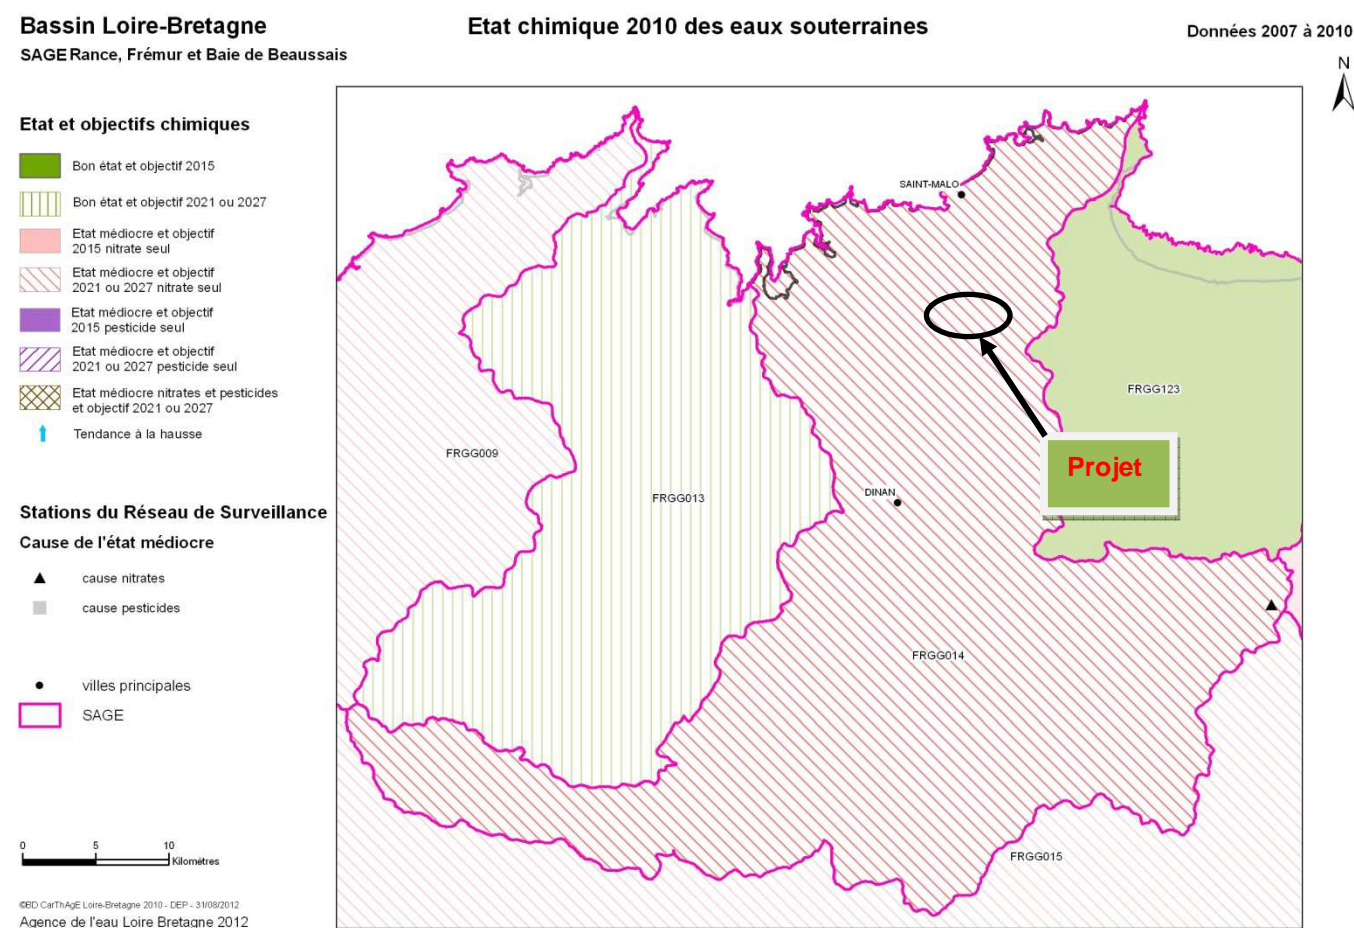 Bassin Loire-Bretagne
Etat chimique 2010 des eaux souterraines
Données 2007 à 2010
SAGE Rance, Frémur et Baie de Beaussais
N
Etat et objectifs chimiques
Bon état et objectif 2015
Bon état et objectif 2021 ou 2027
Etat médiocre et objectif
2015 nitrate seul
Etat médiocre et objectif
2021 ou 2027 nitrate seul
Etat médiocre et objectif
2015 pesticide seul
Etat médiocre et objectif
2021 ou 2027 pesticide seul
Etat médiocre nitrates et pesticides
et objectif 2021 ou 2027
Tendance à la hausse
Stations du Réseau de Surveillance
Cause de l'état médiocre
cause nitrates
cause pesticides
villes principales
SAGE
0 5 10
Kilomètres
©BD CarThAgE Loire-Bretagne 2010 - DEP - 31/08/2012
Agence de l'eau Loire Bretagne 2012
SAINT-MALO
FRGG123
FRGG009
Projet
FRGG013
DINAN
FRGG014
FRGG015